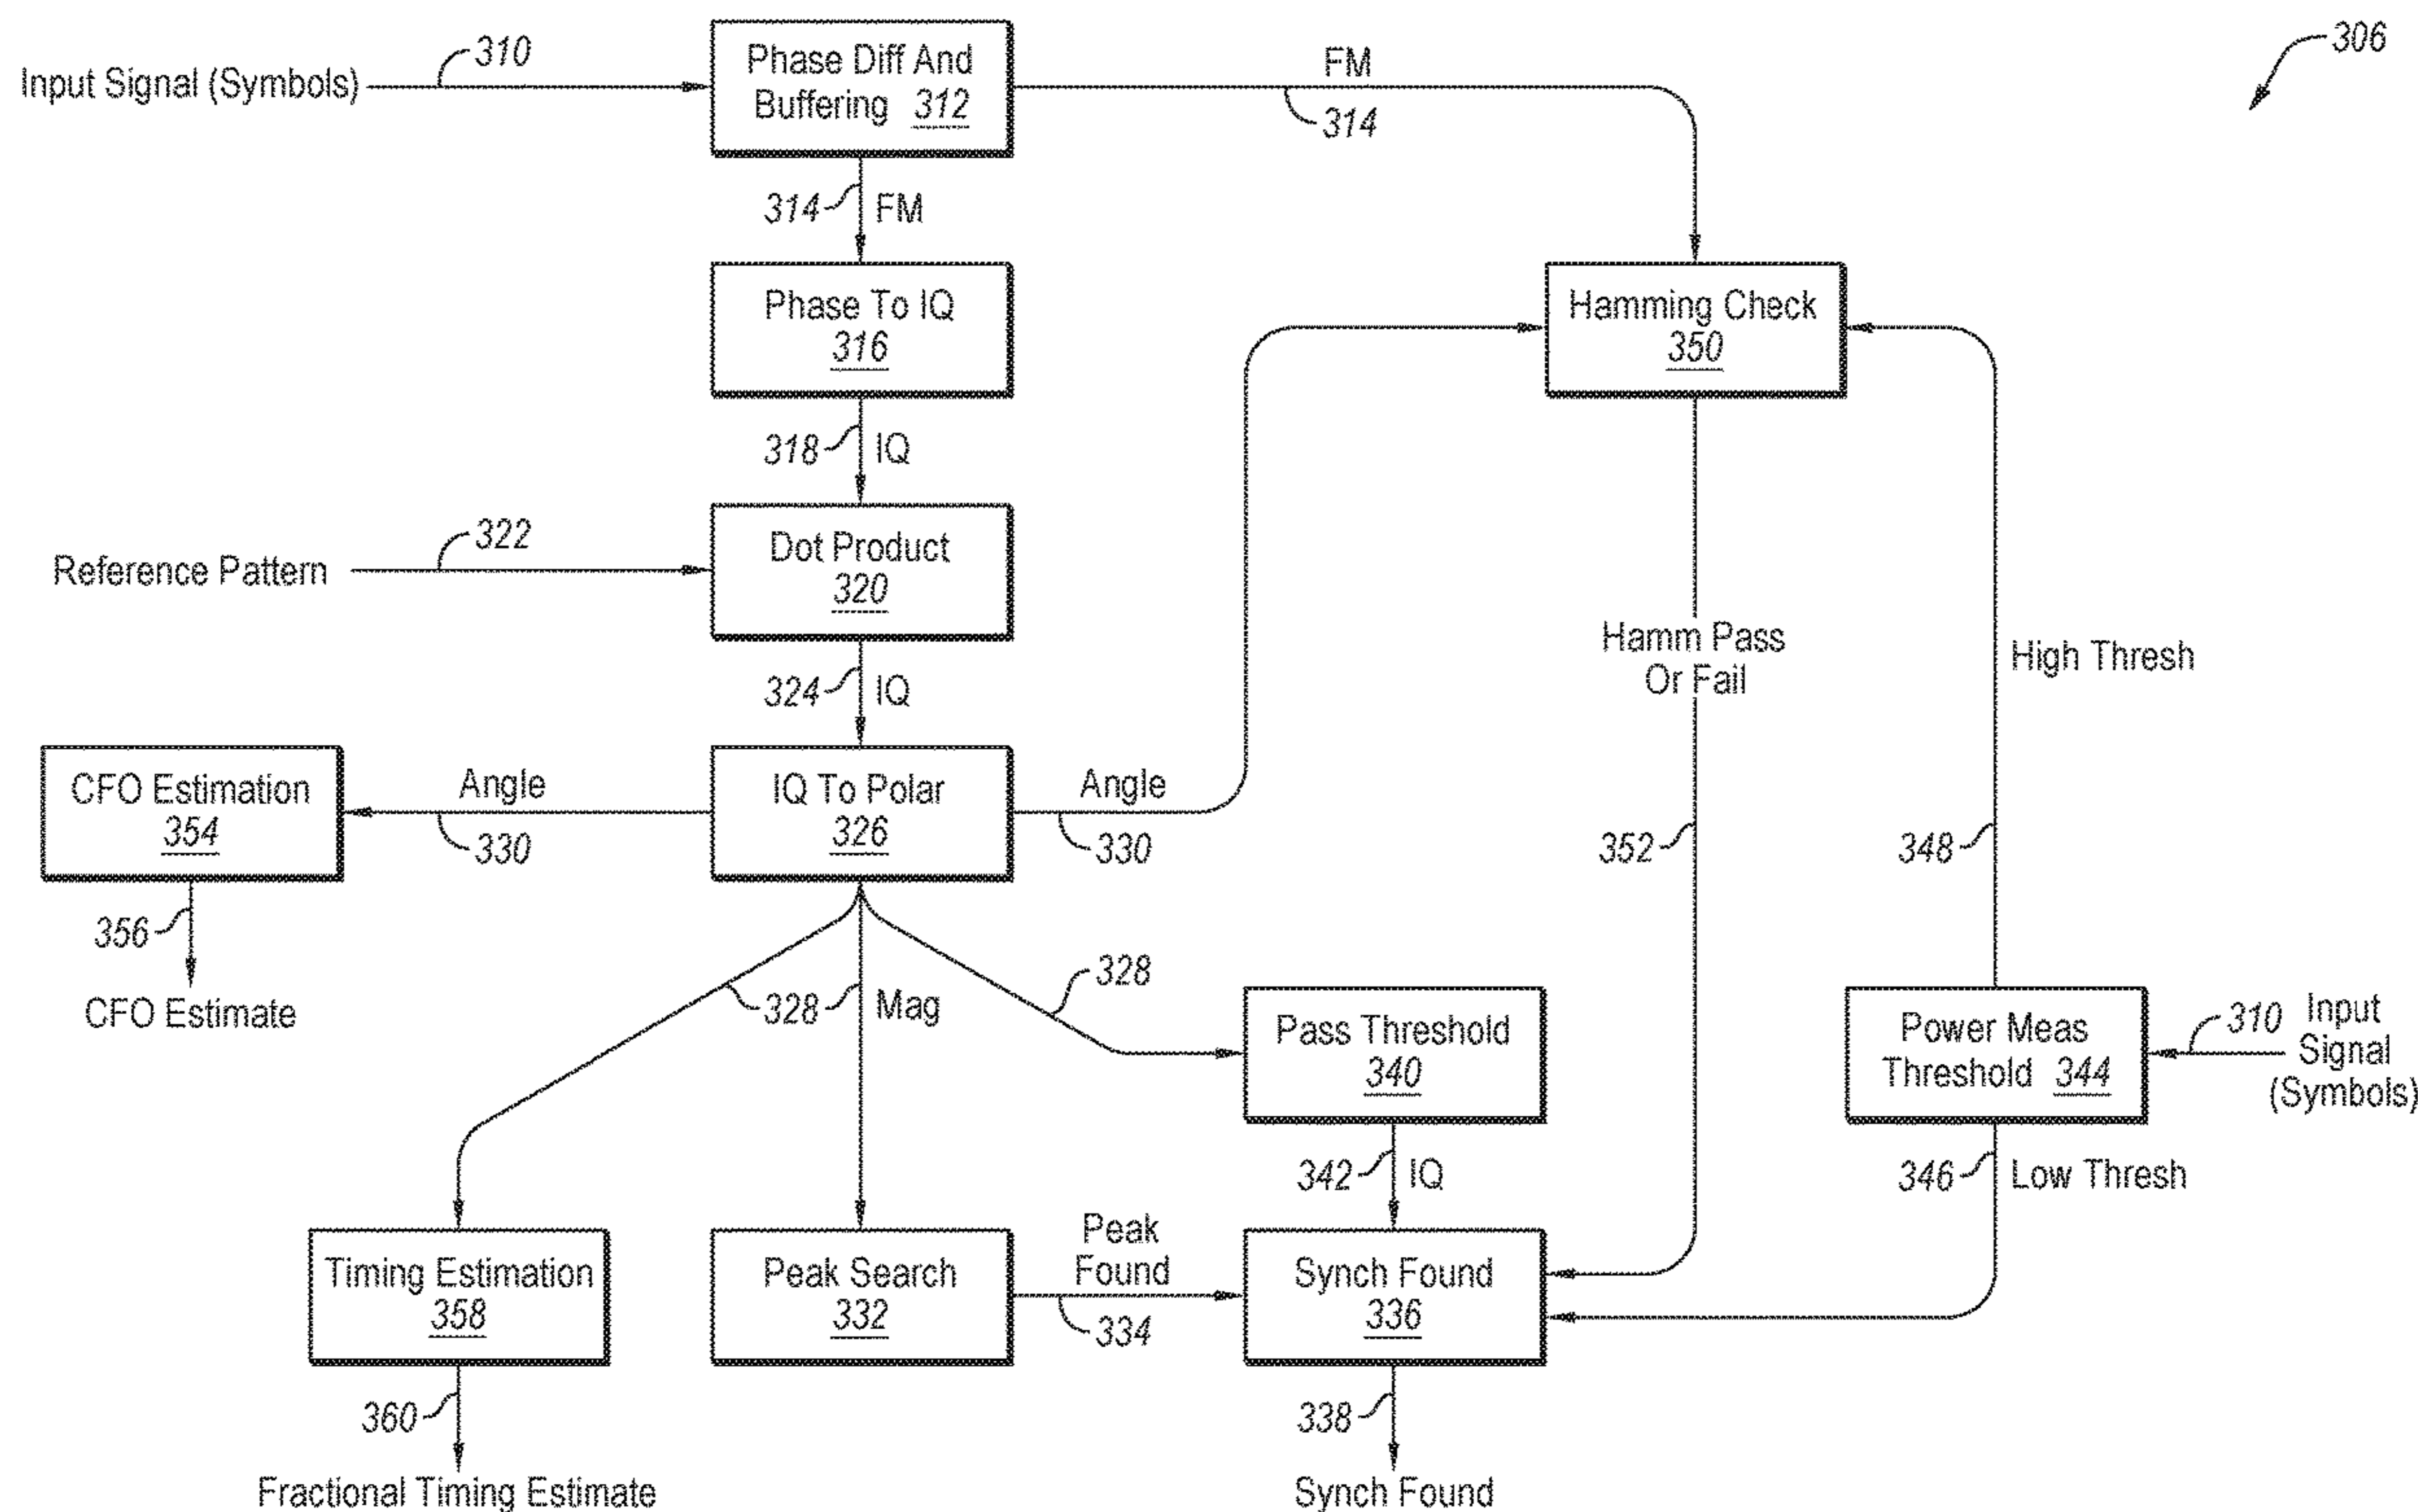 306
Input Signal (Symbols)
310
Phase Diff And
Buffering 312
FM
314
314
FM
Phase To IQ
316
Hamming Check
350
318
IQ
Reference Pattern
322
Dot Product
320
324
IQ
Hamm Pass
Or Fail
High Thresh
CFO Estimation
354
Angle
330
IQ To Polar
326
Angle
330
352
348
356
CFO Estimate
328
Mag
328
Pass Threshold
340
Power Meas
Threshold 344
310
Input
Signal
(Symbols)
342
IQ
346
Low Thresh
Timing Estimation
358
Peak Search
332
Peak
Found
334
Synch Found
336
360
338
Fractional Timing Estimate
Synch Found